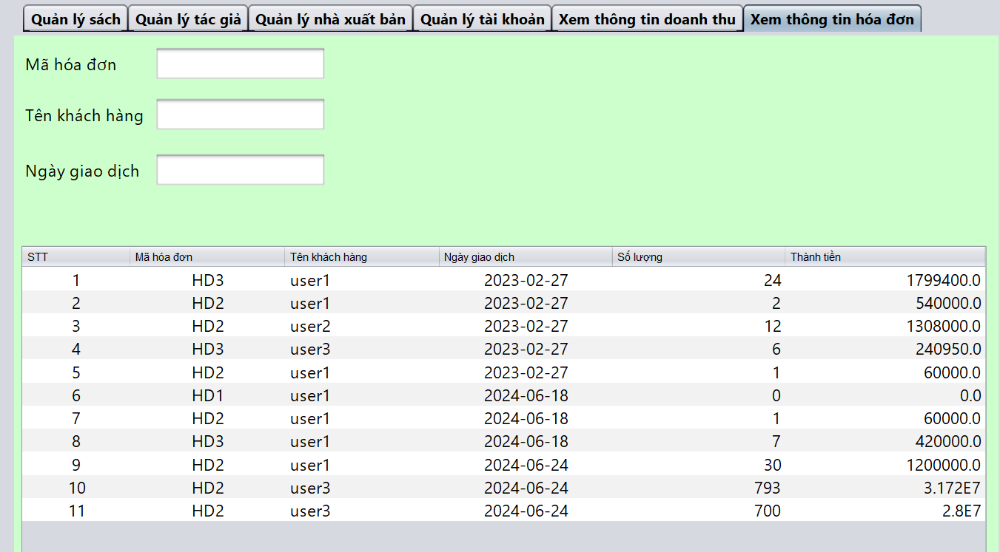 Quản lý sách Quản lý tác giả Quản lý nhà xuất bản Quản lý tài khoản Xem thông tin doanh thu Xem thông tin hóa đơn
Mã hóa đơn
Tên khách hàng
Ngày giao dịch
STT Mã hóa đơn Tên khách hàng Ngày giao dịch Số lượng Thành tiền
1 HD3 user1 2023-02-27 24 1799400.0
2 HD2 user1 2023-02-27 2 540000.0
3 HD2 user2 2023-02-27 12 1308000.0
4 HD3 user3 2023-02-27 6 240950.0
5 HD2 user1 2023-02-27 1 60000.0
6 HD1 user1 2024-06-18 0 0.0
7 HD2 user1 2024-06-18 1 60000.0
8 HD3 user1 2024-06-18 7 420000.0
9 HD2 user1 2024-06-24 30 1200000.0
10 HD2 user3 2024-06-24 793 3.172E7
11 HD2 user3 2024-06-24 700 2.8E7